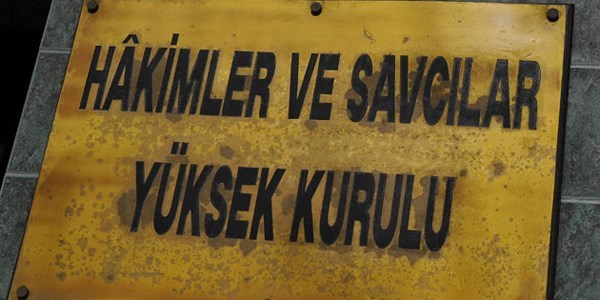 HÂKİMLER VE SAVCILAR
YÜKSEK KURULU